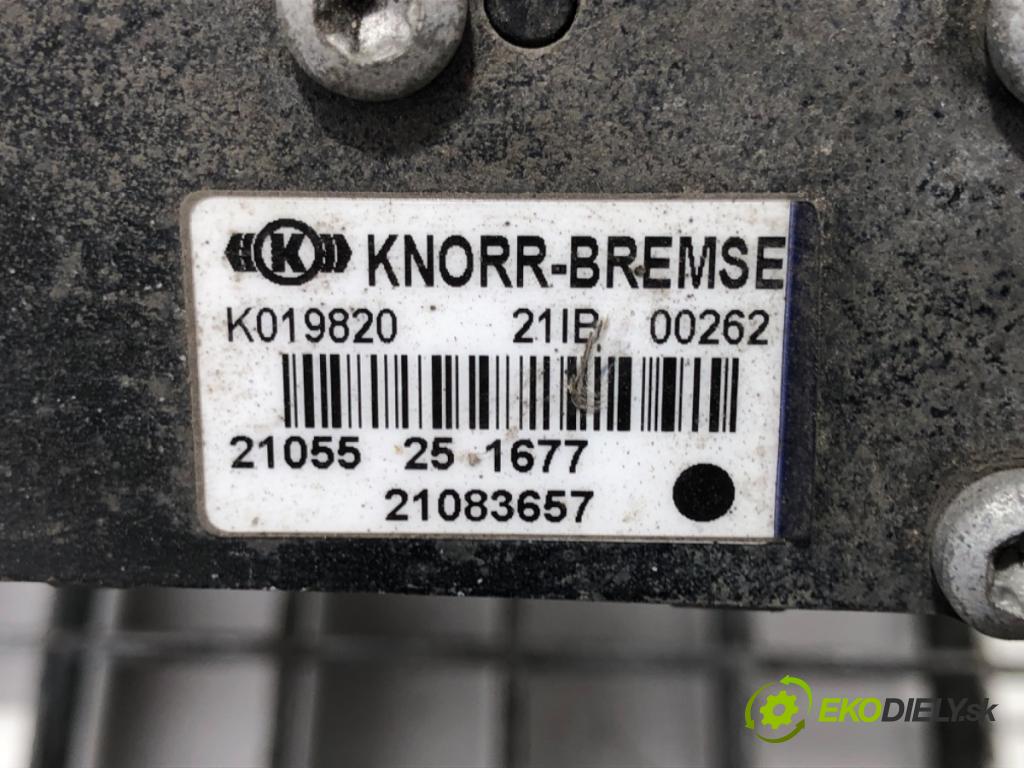 K KNORR-BREMSE
K019820 21IB 00262
21055 25 1677
21083657
EKODIELY.sk